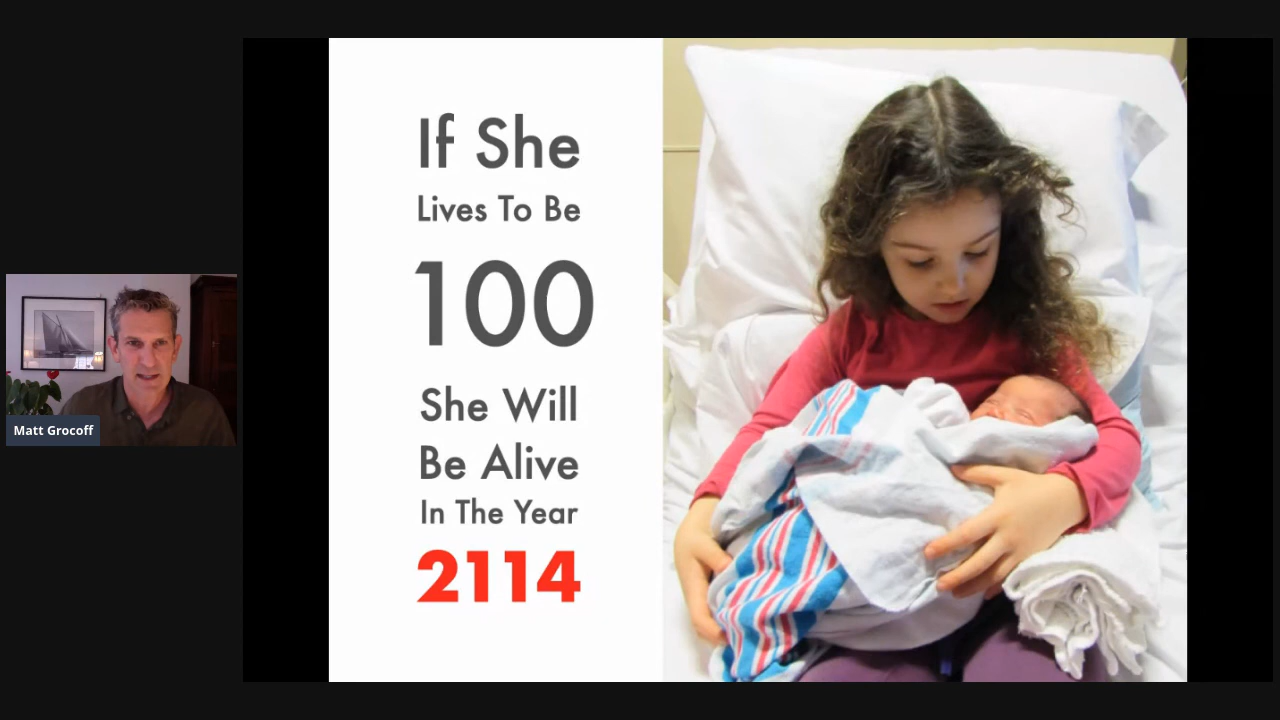 If She
Lives To Be
100
She Will
Be Alive
In The Year
2114
Matt Grocoff